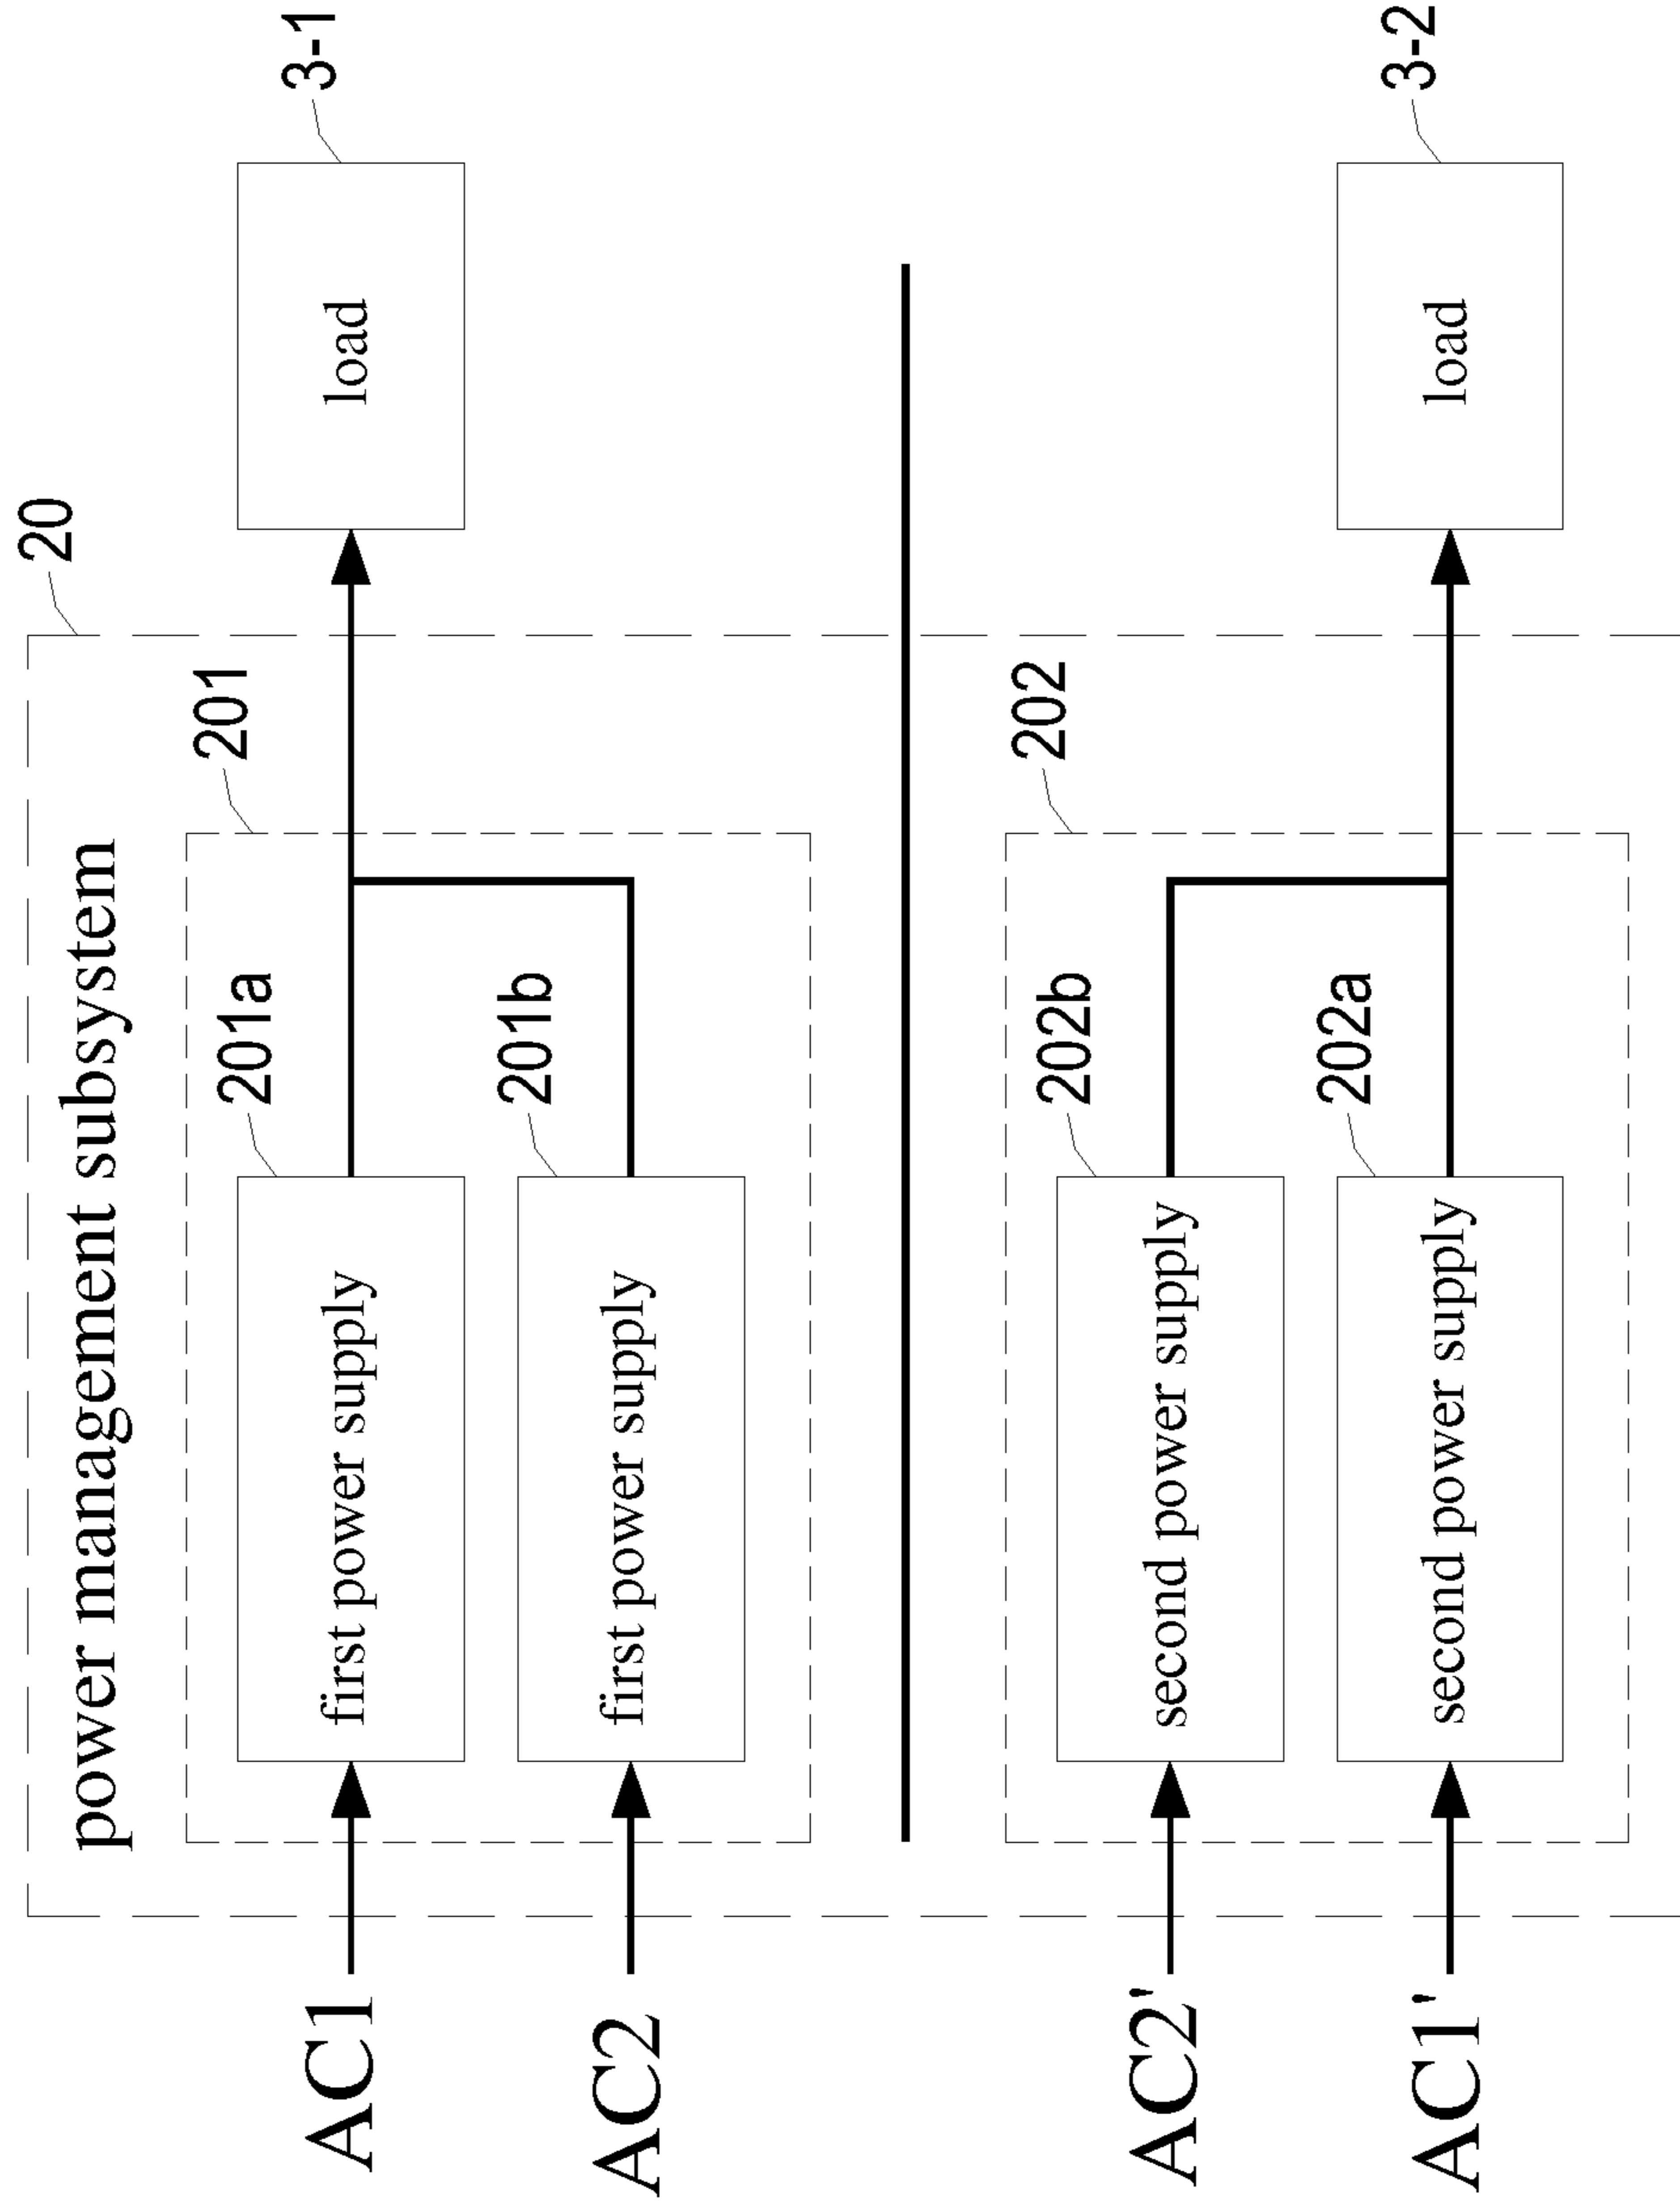 20
power management subsystem
201
201a
AC1
first power supply
load
3-1
201b
AC2
first power supply
202
202b
AC2'
second power supply
202a
AC1'
second power supply
load
3-2